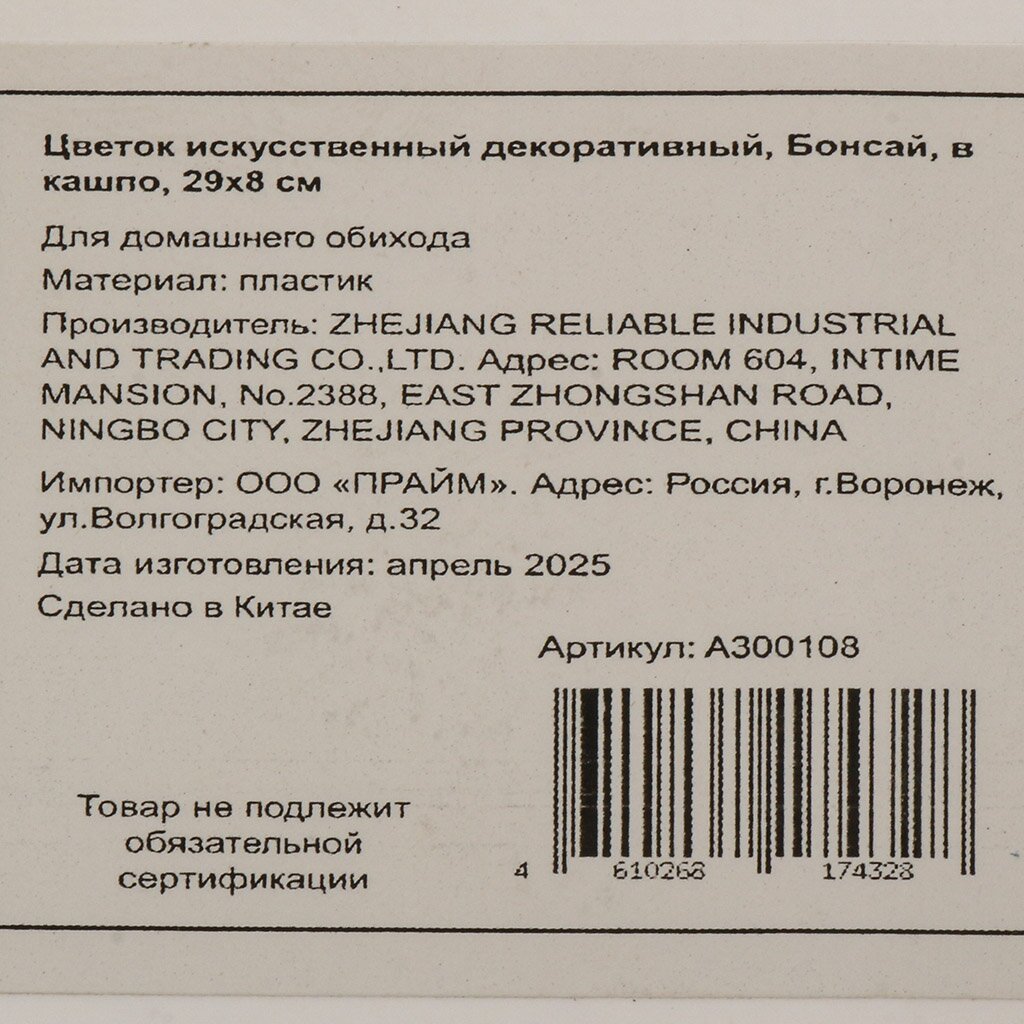 Цветок искусственный декоративный, Бонсай, в
кашпо, 29х8 см
Для домашнего обихода
Материал: пластик
Производитель: ZHEJIANG RELIABLE INDUSTRIAL
AND TRADING CO.,LTD. Адрес: ROOM 604, INTIME
MANSION, No.2388, EAST ZHONGSHAN ROAD,
NINGBO CITY, ZHEJIANG PROVINCE, CHINA
Импортер: ООО «ПРАЙМ». Адрес: Россия, г.Воронеж,
ул.Волгоградская, д.32
Дата изготовления: апрель 2025
Сделано в Китае
Артикул: А300108
Товар не подлежит
обязательной
сертификации
4 610268 174328